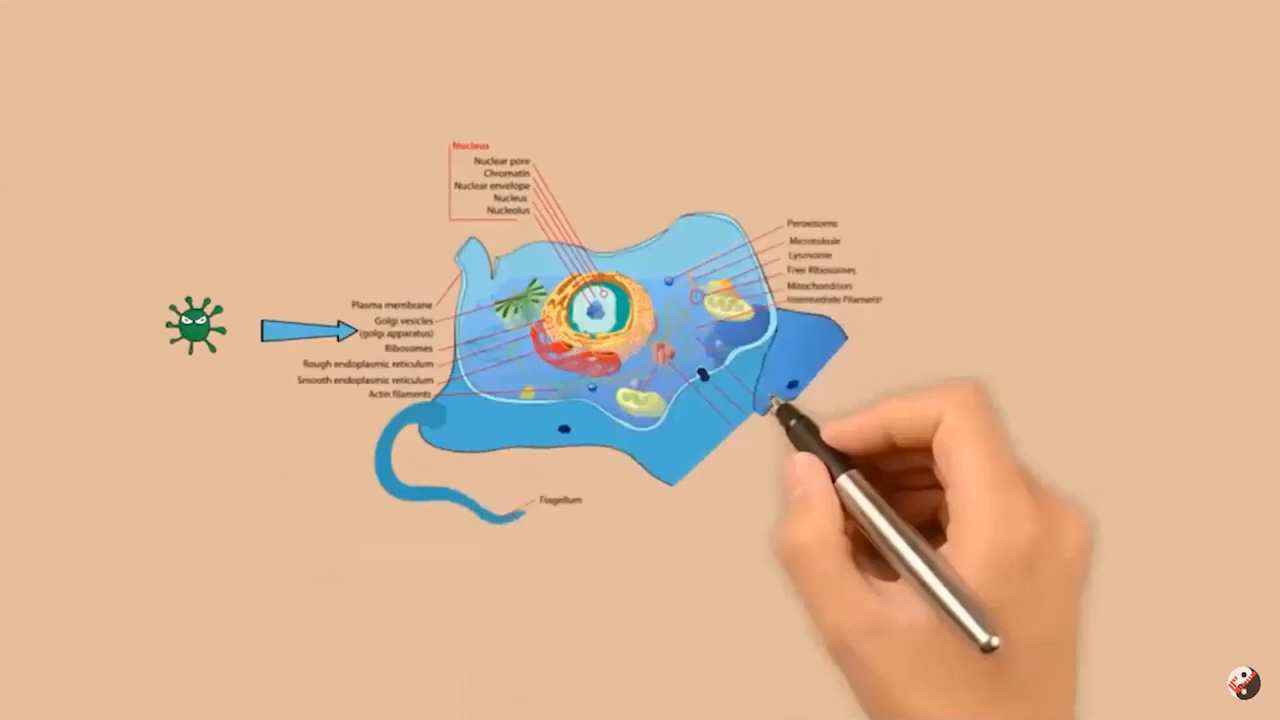 Nucleus
Nuclear pore
Chromatin
Nuclear envelope
Nucleus
Nucleolus
Plasma membrane
Golgi vesicles
(golgi apparatus)
Ribosomes
Rough endoplasmic reticulum
Smooth endoplasmic reticulum
Actin filaments
Peroxisome
Microtubule
Lysosome
Free Ribosomes
Mitochondrion
Intermediate Filaments
Flagellum